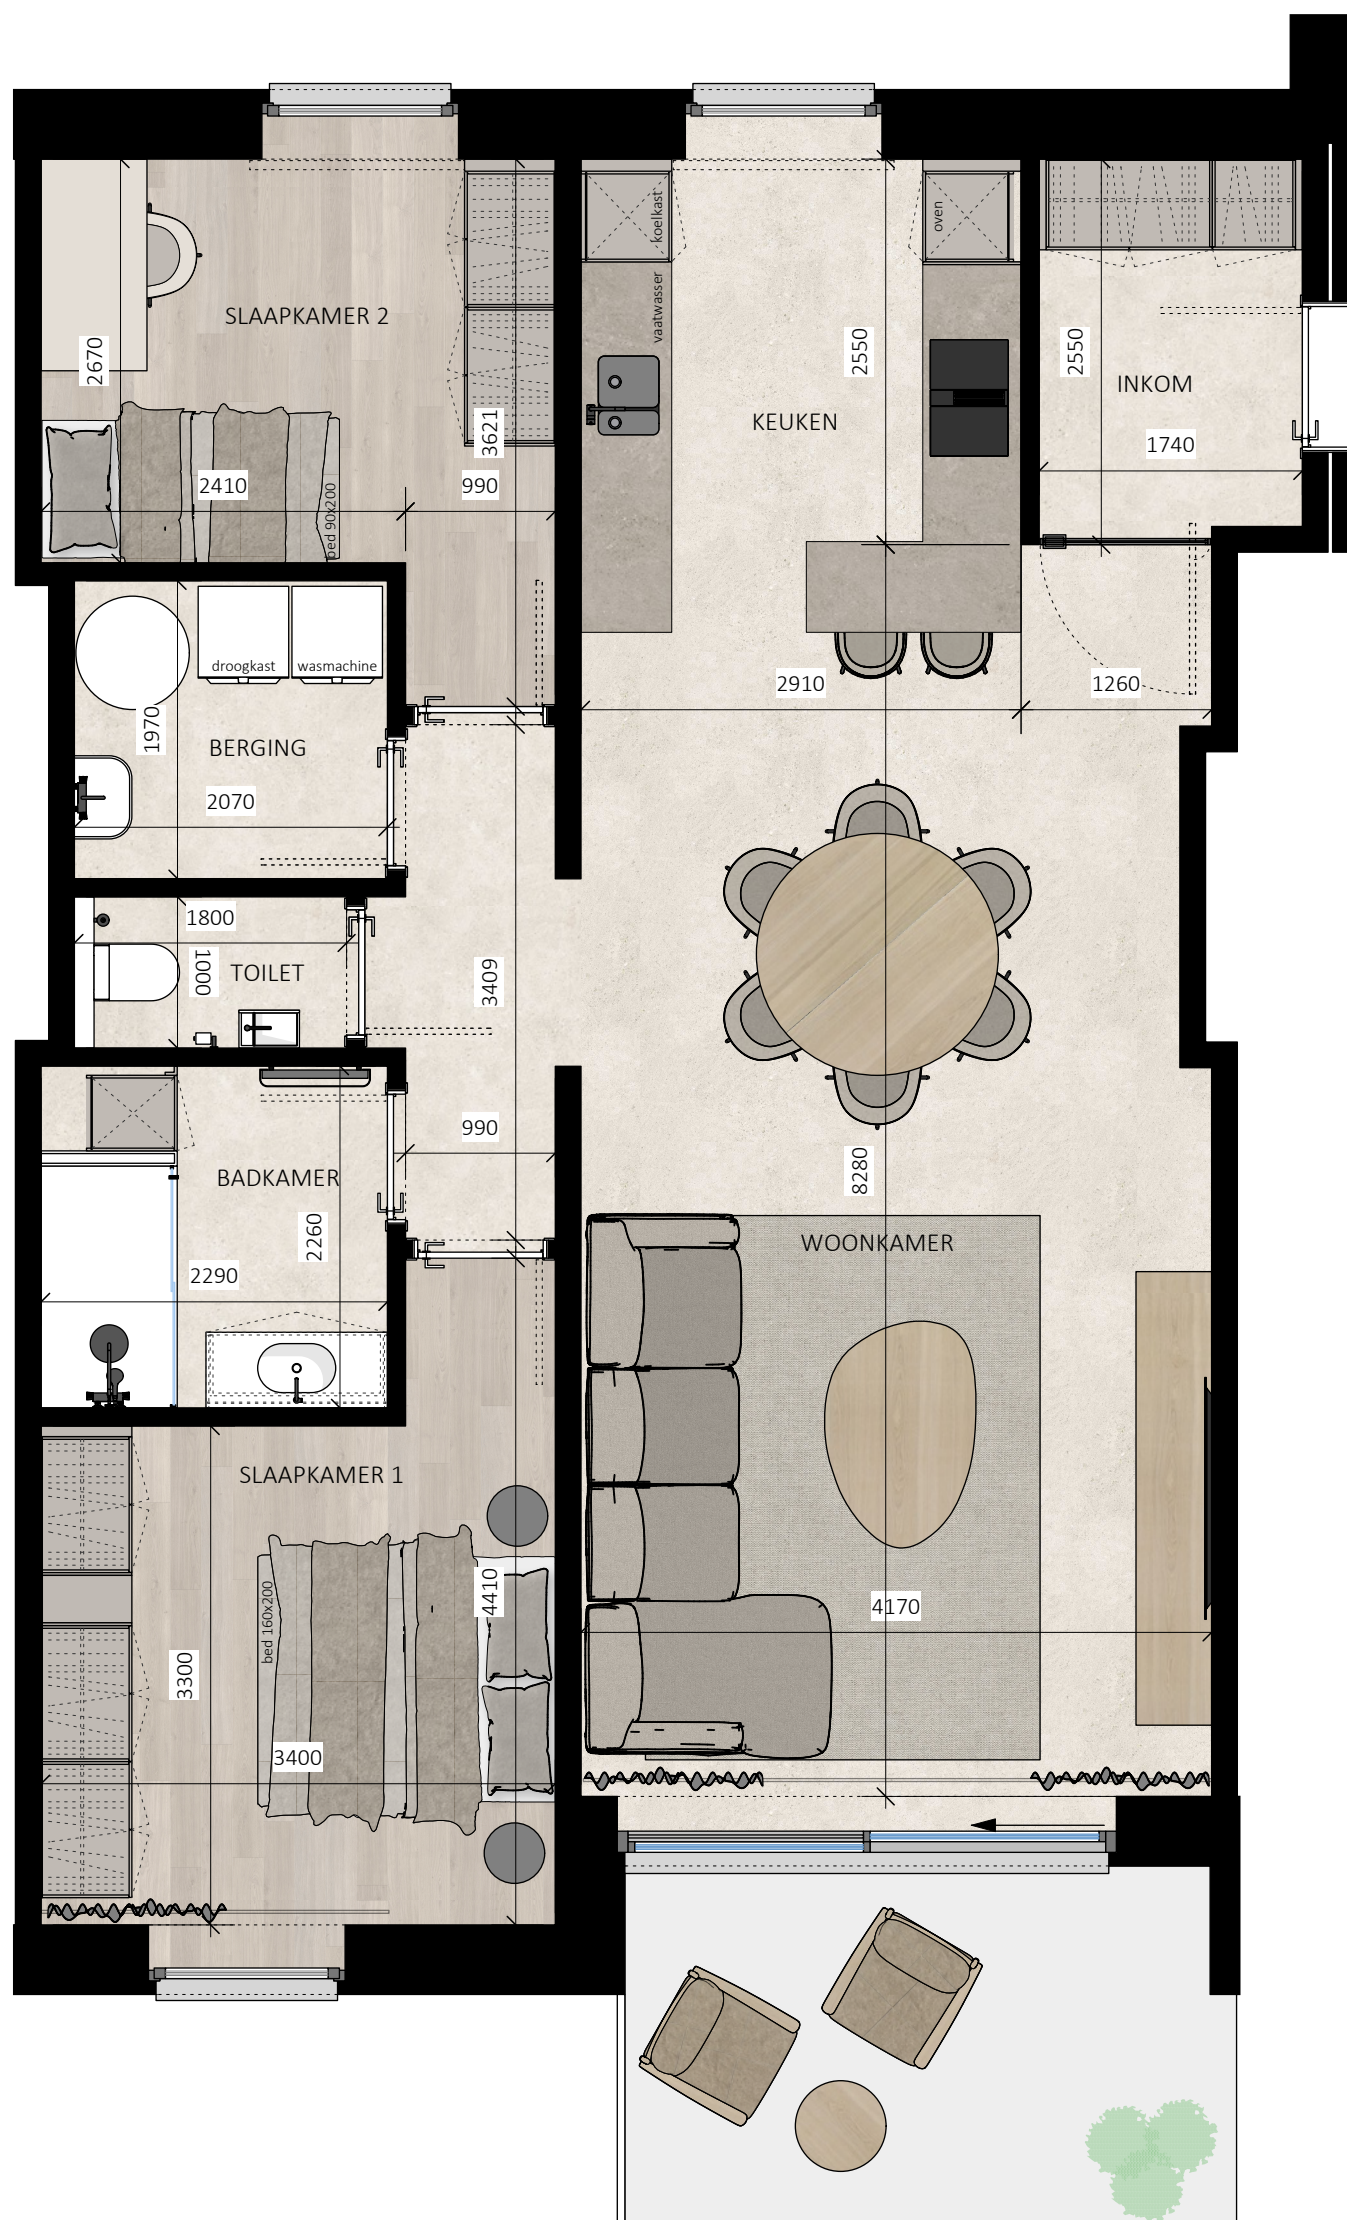 koelkast
oven
vaatwasser
SLAAPKAMER 2
2670
2550
2550
INKOM
KEUKEN
3621
1740
2410
990
bed 90x200
droogkast
wasmachine
2910
1260
1970
BERGING
2070
1800
1000
TOILET
3409
990
8280
BADKAMER
2260
WOONKAMER
2290
SLAAPKAMER 1
bed 160x200
4410
4170
3300
3400